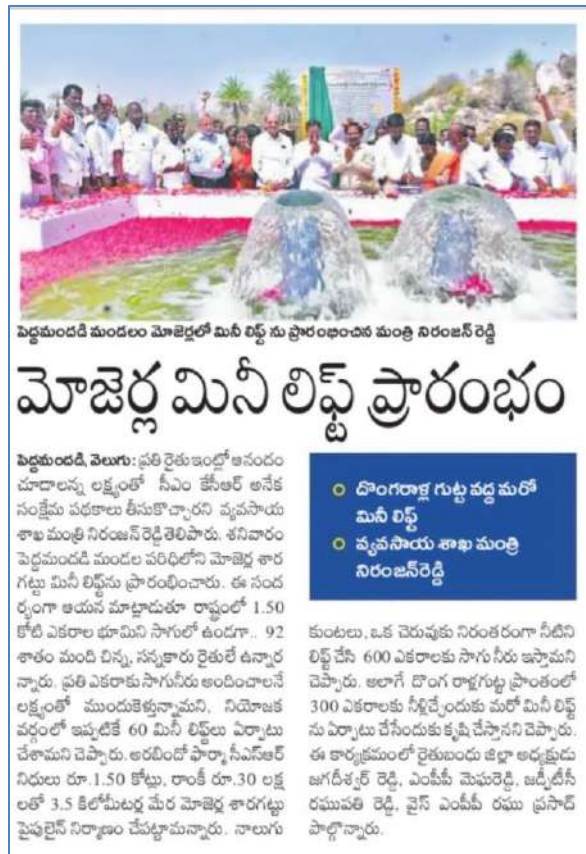 పెద్దమందడి మండలం మోజెర్లలో మినీ లిఫ్ట్ ను ప్రారంభించిన మంత్రి నిరంజన్ రెడ్డి
మోజెర్ల మినీ లిఫ్ట్ ప్రారంభం
పెద్దమందడి, వెలుగు: ప్రతి రైతు ఇంట్లో ఆనందం
చూడాలన్న లక్ష్యంతో సీఎం కేసీఆర్ అనేక
సంక్షేమ పథకాలు తీసుకొచ్చారని వ్యవసాయ
శాఖ మంత్రి నిరంజన్ రెడ్డి తెలిపారు. శనివారం
పెద్దమందడి మండల పరిధిలోని మోజెర్ల శార
గట్టు మినీ లిఫ్ట్‌ను ప్రారంభించారు. ఈ సంద
ర్భంగా ఆయన మాట్లాడుతూ రాష్ట్రంలో 1.50
కోటి ఎకరాల భూమిని సాగులో ఉండగా.. 92
శాతం మంది చిన్న, సన్నకారు రైతులే ఉన్నార
న్నారు. ప్రతి ఎకరాకు సాగునీరు అందించాలనే
లక్ష్యంతో ముందుకెళ్తున్నామని, నియోజక
వర్గంలో ఇప్పటికే 60 మినీ లిఫ్టులు ఏర్పాటు
చేశామని చెప్పారు. అరబిందో ఫార్మా సీఎస్ఆర్
నిధులు రూ.1.50 కోట్లు, రాంకీ రూ.30 లక్ష
లతో 3.5 కిలోమీటర్ల మేర మోజెర్ల శారగట్టు
పైపులైన్ నిర్మాణం చేపట్టామన్నారు. నాలుగు
దొంగరాళ్ల గుట్ట వద్ద మరో
మినీ లిఫ్ట్
వ్యవసాయ శాఖ మంత్రి
నిరంజన్‌రెడ్డి
కుంటలు, ఒక చెరువుకు నిరంతరంగా నీటిని
లిఫ్ట్ చేసి 600 ఎకరాలకు సాగు నీరు ఇస్తామని
చెప్పారు. అలాగే దొంగ రాళ్లగుట్ట ప్రాంతంలో
300 ఎకరాలకు నీళ్లిచ్చేందుకు మరో మినీ లిఫ్ట్
ను ఏర్పాటు చేసేందుకు కృషి చేస్తానని చెప్పారు.
ఈ కార్యక్రమంలో రైతుబంధు జిల్లా అధ్యక్షుడు
జగదీశ్వర్ రెడ్డి, ఎంపీపీ మెఘరెడ్డి, జడ్పీటీసీ
రఘుపతి రెడ్డి, వైస్ ఎంపీపీ రఘు ప్రసాద్
పాల్గొన్నారు.